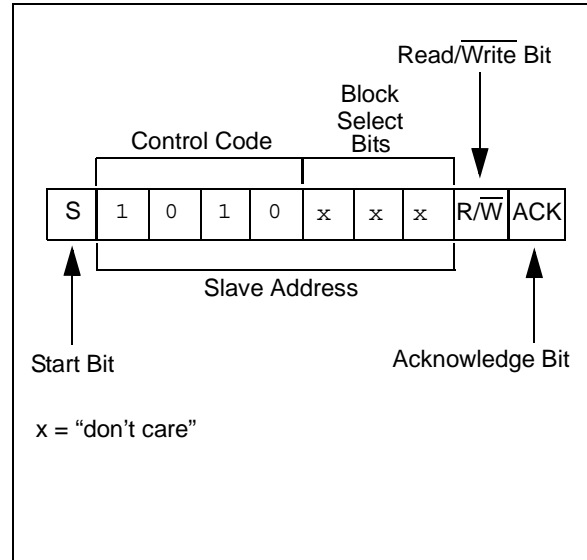 Read/Write Bit
Block
Select
Bits
Control Code
S 1 0 1 0 x x x R/W ACK
Slave Address
Start Bit
Acknowledge Bit
x = “don’t care”